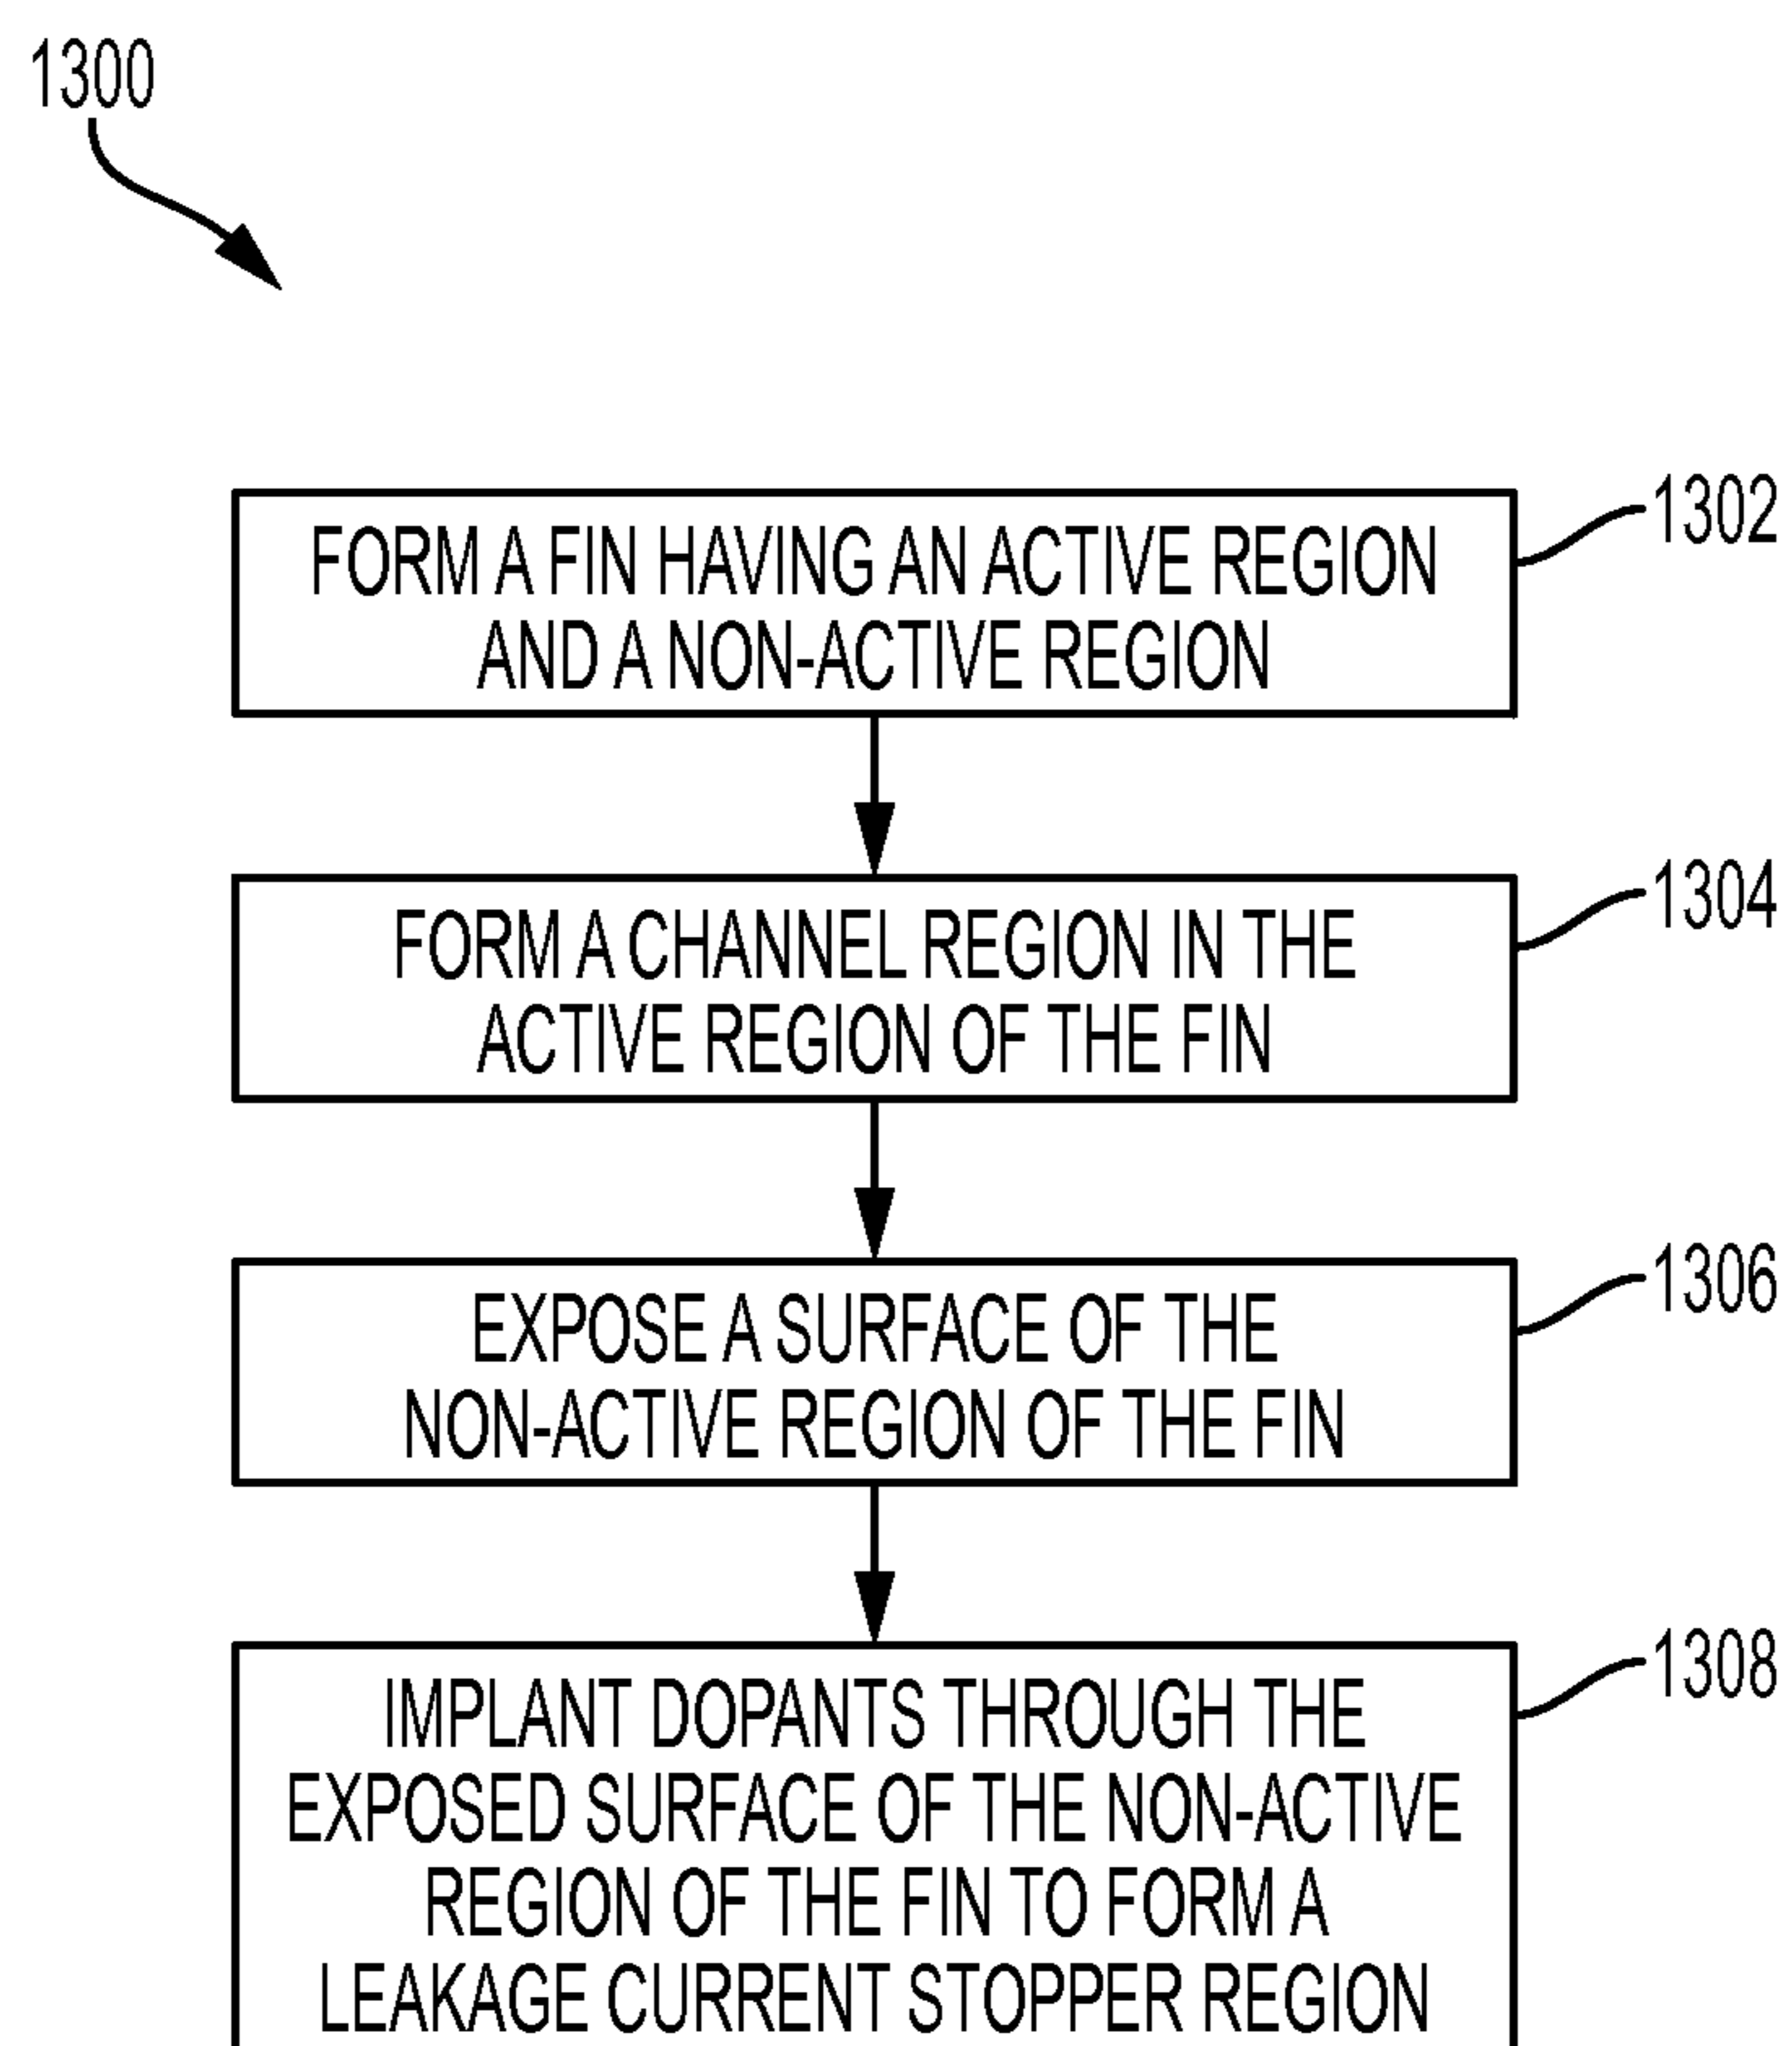 1300
FORM A FIN HAVING AN ACTIVE REGION
AND A NON-ACTIVE REGION
1302
FORM A CHANNEL REGION IN THE
ACTIVE REGION OF THE FIN
1304
EXPOSE A SURFACE OF THE
NON-ACTIVE REGION OF THE FIN
1306
IMPLANT DOPANTS THROUGH THE
EXPOSED SURFACE OF THE NON-ACTIVE
REGION OF THE FIN TO FORM A
LEAKAGE CURRENT STOPPER REGION
1308